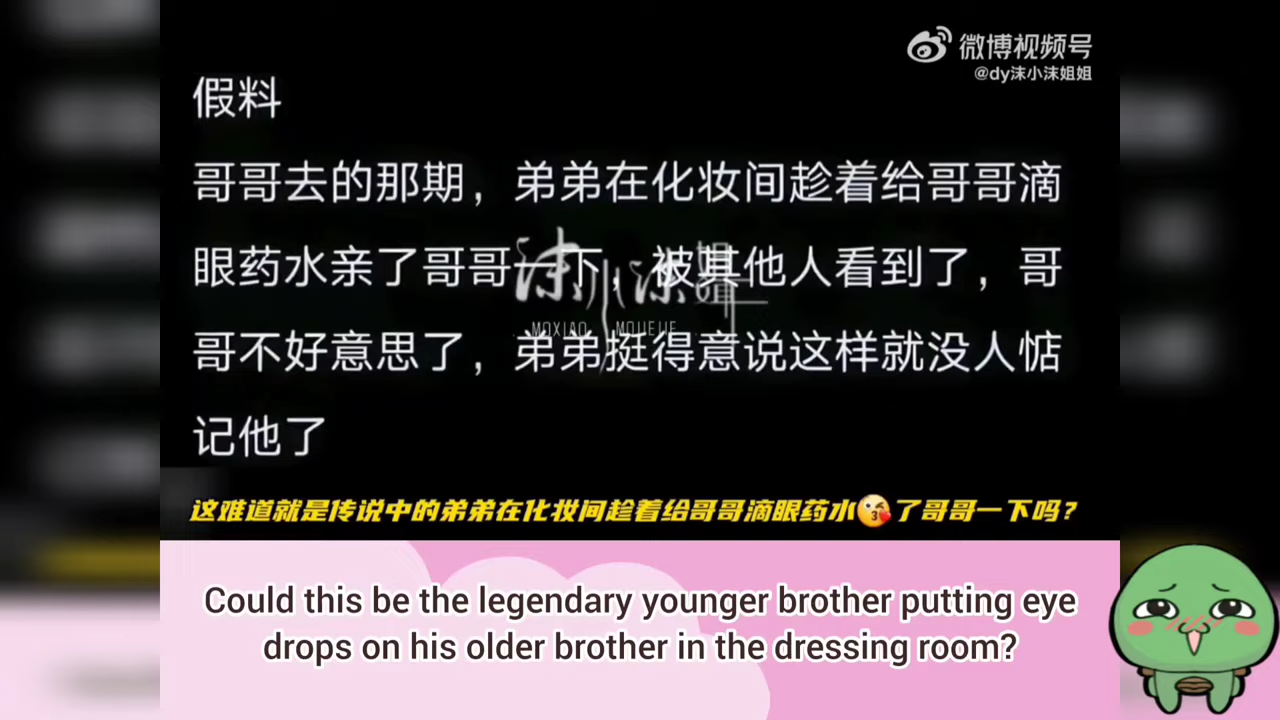 微博视频号
@dy沫小沫姐姐
假料
哥哥去的那期，弟弟在化妆间趁着给哥哥滴
眼药水亲了哥哥一下，被其他人看到了，哥
哥不好意思了，弟弟挺得意说这样就没人惦
记他了
这难道就是传说中的弟弟在化妆间趁着给哥哥滴眼药水😘了哥哥一下吗？
Could this be the legendary younger brother putting eye
drops on his older brother in the dressing room?